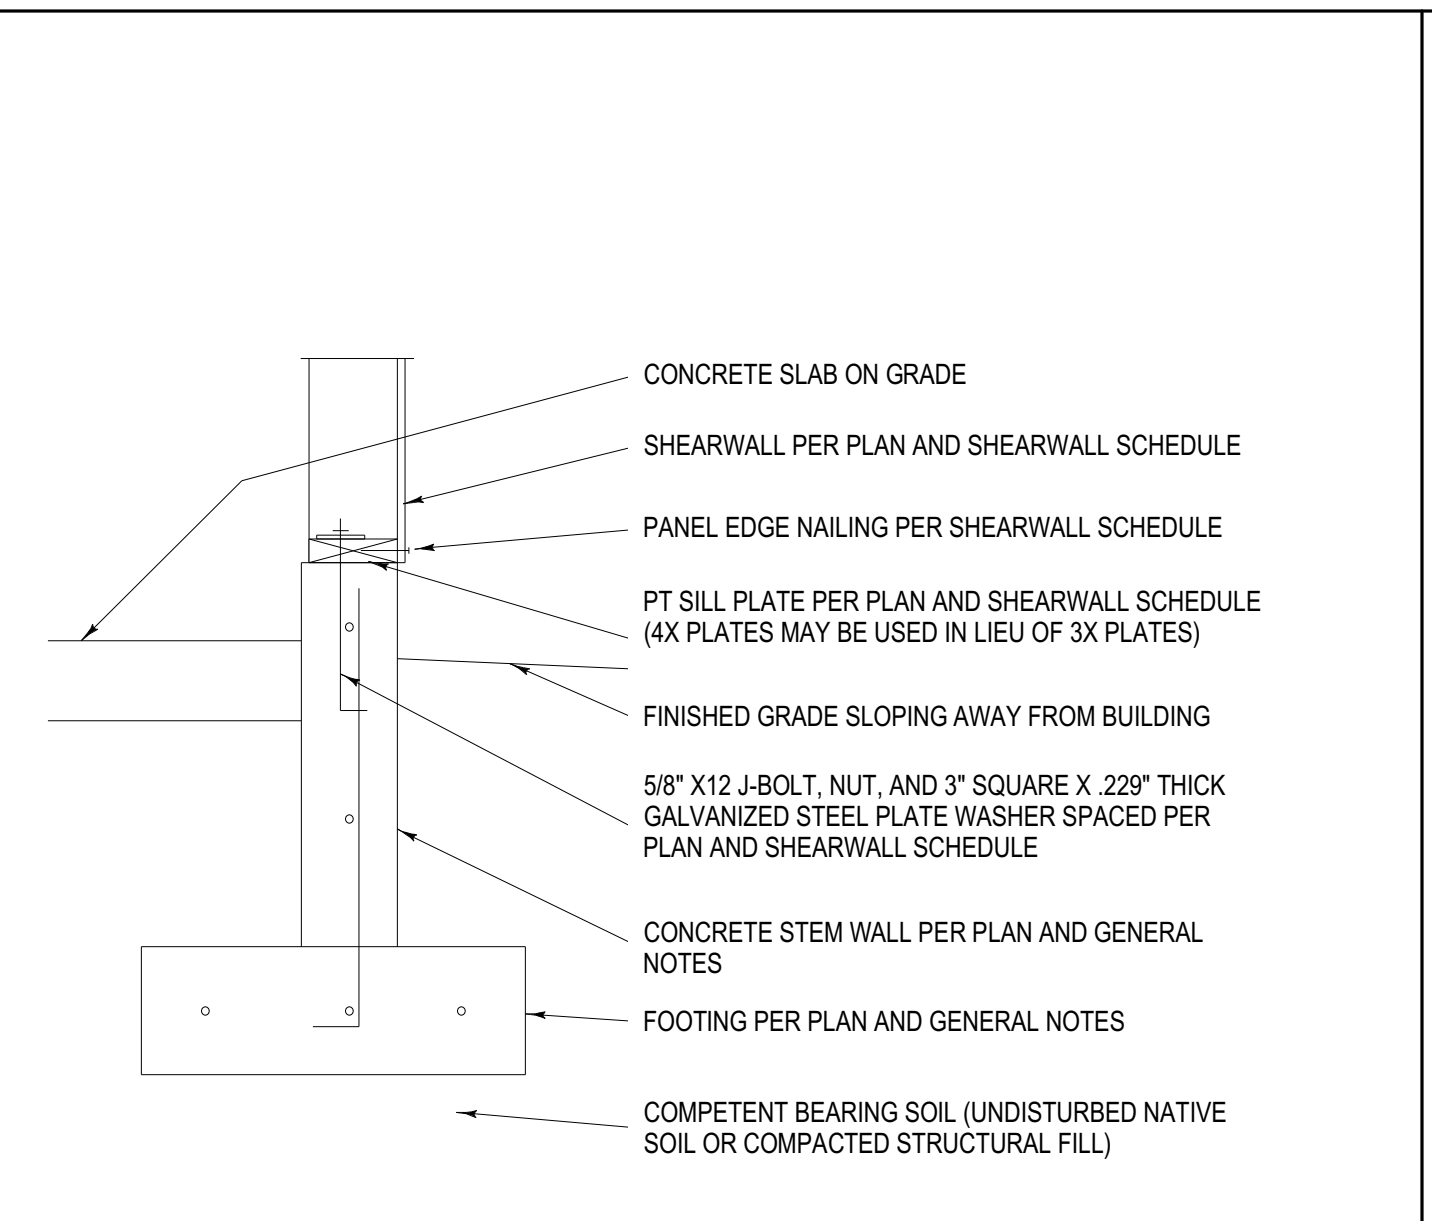 CONCRETE SLAB ON GRADE
SHEARWALL PER PLAN AND SHEARWALL SCHEDULE
PANEL EDGE NAILING PER SHEARWALL SCHEDULE
PT SILL PLATE PER PLAN AND SHEARWALL SCHEDULE
(4X PLATES MAY BE USED IN LIEU OF 3X PLATES)
FINISHED GRADE SLOPING AWAY FROM BUILDING
5/8" X12 J-BOLT, NUT, AND 3" SQUARE X .229" THICK
GALVANIZED STEEL PLATE WASHER SPACED PER
PLAN AND SHEARWALL SCHEDULE
CONCRETE STEM WALL PER PLAN AND GENERAL
NOTES
FOOTING PER PLAN AND GENERAL NOTES
COMPETENT BEARING SOIL (UNDISTURBED NATIVE
SOIL OR COMPACTED STRUCTURAL FILL)